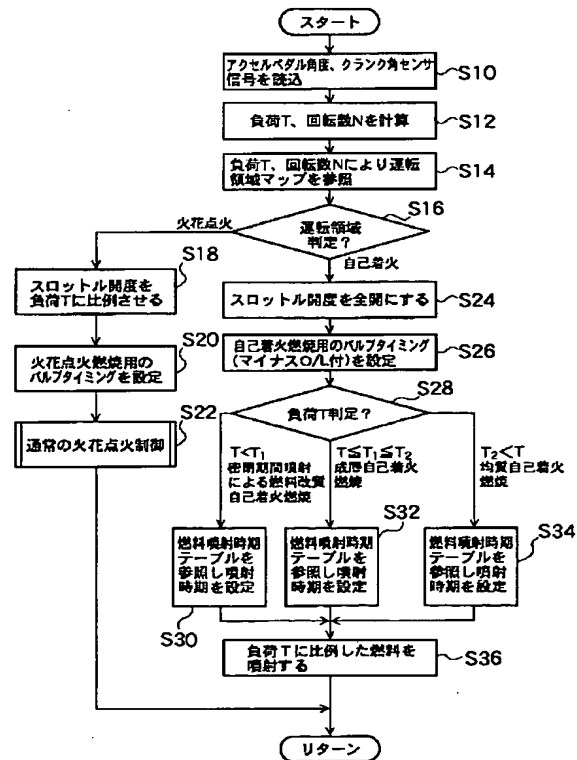 スタート
アクセルペダル角度、クランク角センサ
信号を読込
S10
負荷T、回転数Nを計算
S12
負荷T、回転数Nにより運転
領域マップを参照
S14
S16
運転領域
判定?
火花点火
自己着火
S18
スロットル開度を
負荷Tに比例させる
スロットル開度を全開にする
S24
S20
火花点火燃焼用の
バルブタイミングを設定
自己着火燃焼用のバルブタイミング
(マイナスO/L付)を設定
S26
S22
通常の火花点火制御
S28
負荷T判定?
T<T₁
密閉期間噴射
による燃料改質
自己着火燃焼
T≦T₁≦T₂
成層自己着火
燃焼
T₂<T
均質自己着火
燃焼
燃料噴射時期
テーブルを
参照し噴射
時期を設定
S30
燃料噴射時期
テーブルを
参照し噴射
時期を設定
S32
燃料噴射時期
テーブルを
参照し噴射
時期を設定
S34
負荷Tに比例した燃料を
噴射する
S36
リターン